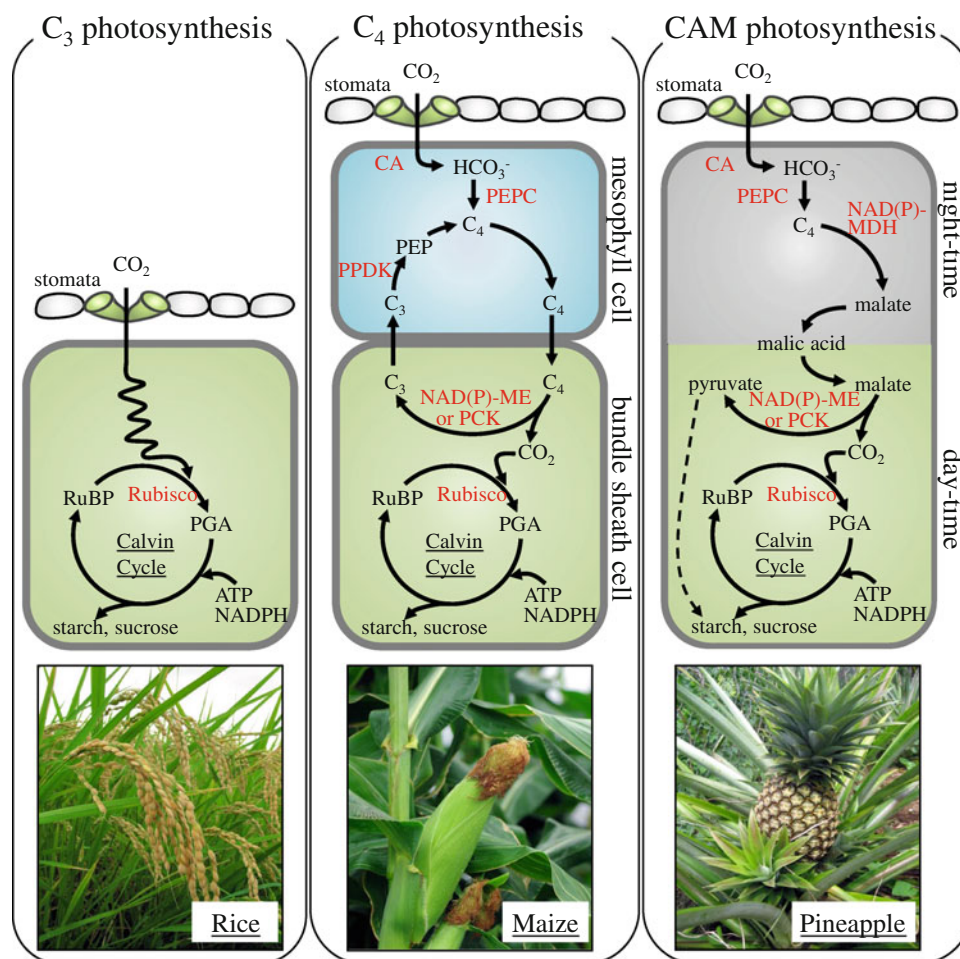 C₃ photosynthesis
CO₂
stomata
RuBP
Rubisco
PGA
Calvin
Cycle
ATP
NADPH
starch, sucrose
Rice
C₄ photosynthesis
CO₂
stomata
CA
HCO₃⁻
PEPC
C₄
PEP
PPDK
C₃
C₄
mesophyll cell
C₃
C₄
NAD(P)-ME
or PCK
CO₂
RuBP
Rubisco
PGA
Calvin
Cycle
ATP
NADPH
starch, sucrose
bundle sheath cell
Maize
CAM photosynthesis
CO₂
stomata
CA
HCO₃⁻
PEPC
C₄
NAD(P)-
MDH
malate
malic acid
night-time
pyruvate
malate
NAD(P)-ME
or PCK
CO₂
RuBP
Rubisco
PGA
Calvin
Cycle
ATP
NADPH
starch, sucrose
day-time
Pineapple